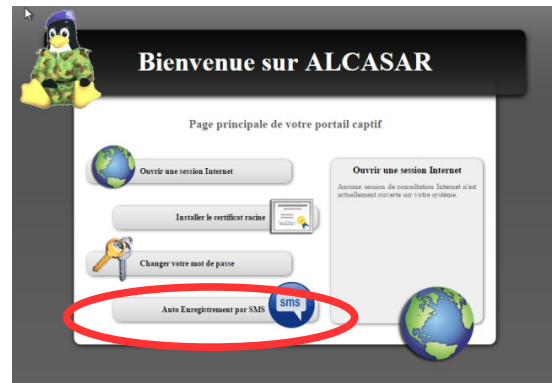 Bienvenue sur ALCASAR
Page principale de votre portail captif
Ouvrir une session Internet
Installer le certificat racine
Changer votre mot de passe
Auto Enregistrement par SMS
sms
Ouvrir une session Internet
Aucune session de consultation Internet n'est
actuellement ouverte sur votre système.